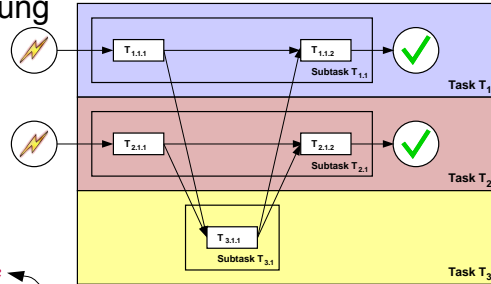 ung
T1.1.1
T1.1.2
Subtask T1.1
Task T1
T2.1.1
T2.1.2
Subtask T2.1
Task T2
T3.1.1
Subtask T3.1
Task T3